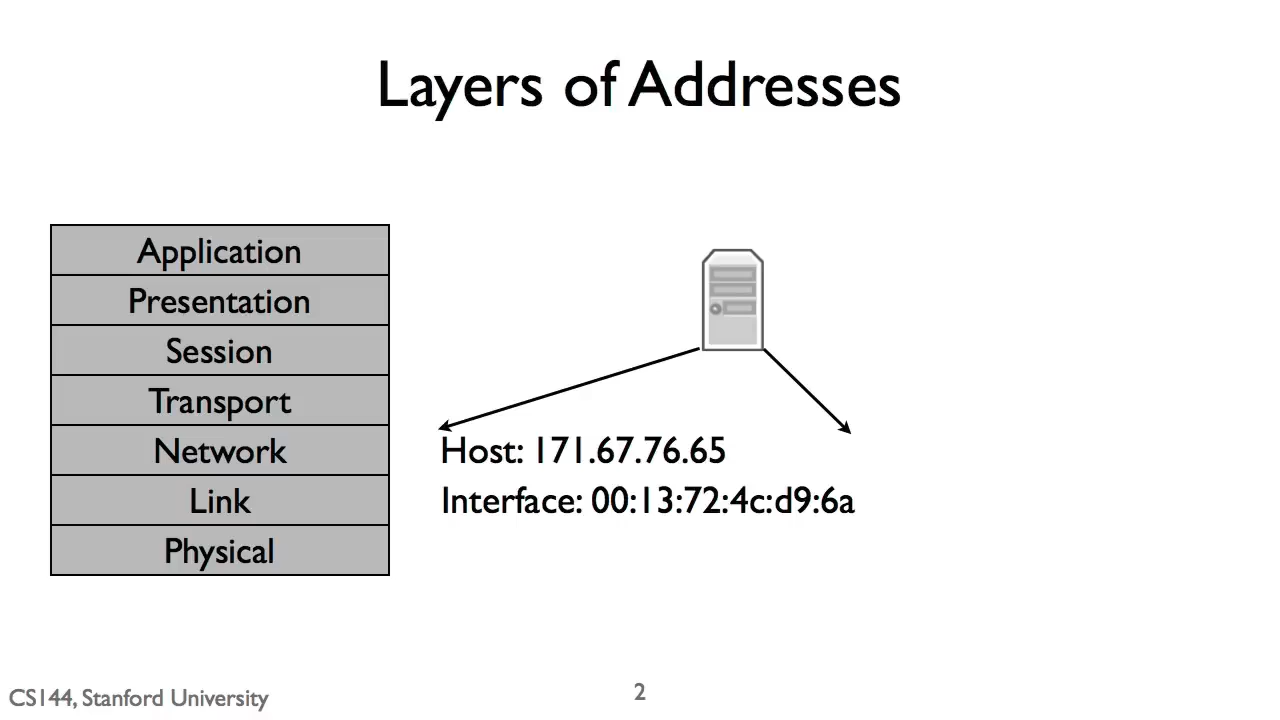 Layers of Addresses
Application
Presentation
Session
Transport
Network
Link
Physical
Host: 171.67.76.65
Interface: 00:13:72:4c:d9:6a
CS144, Stanford University
2